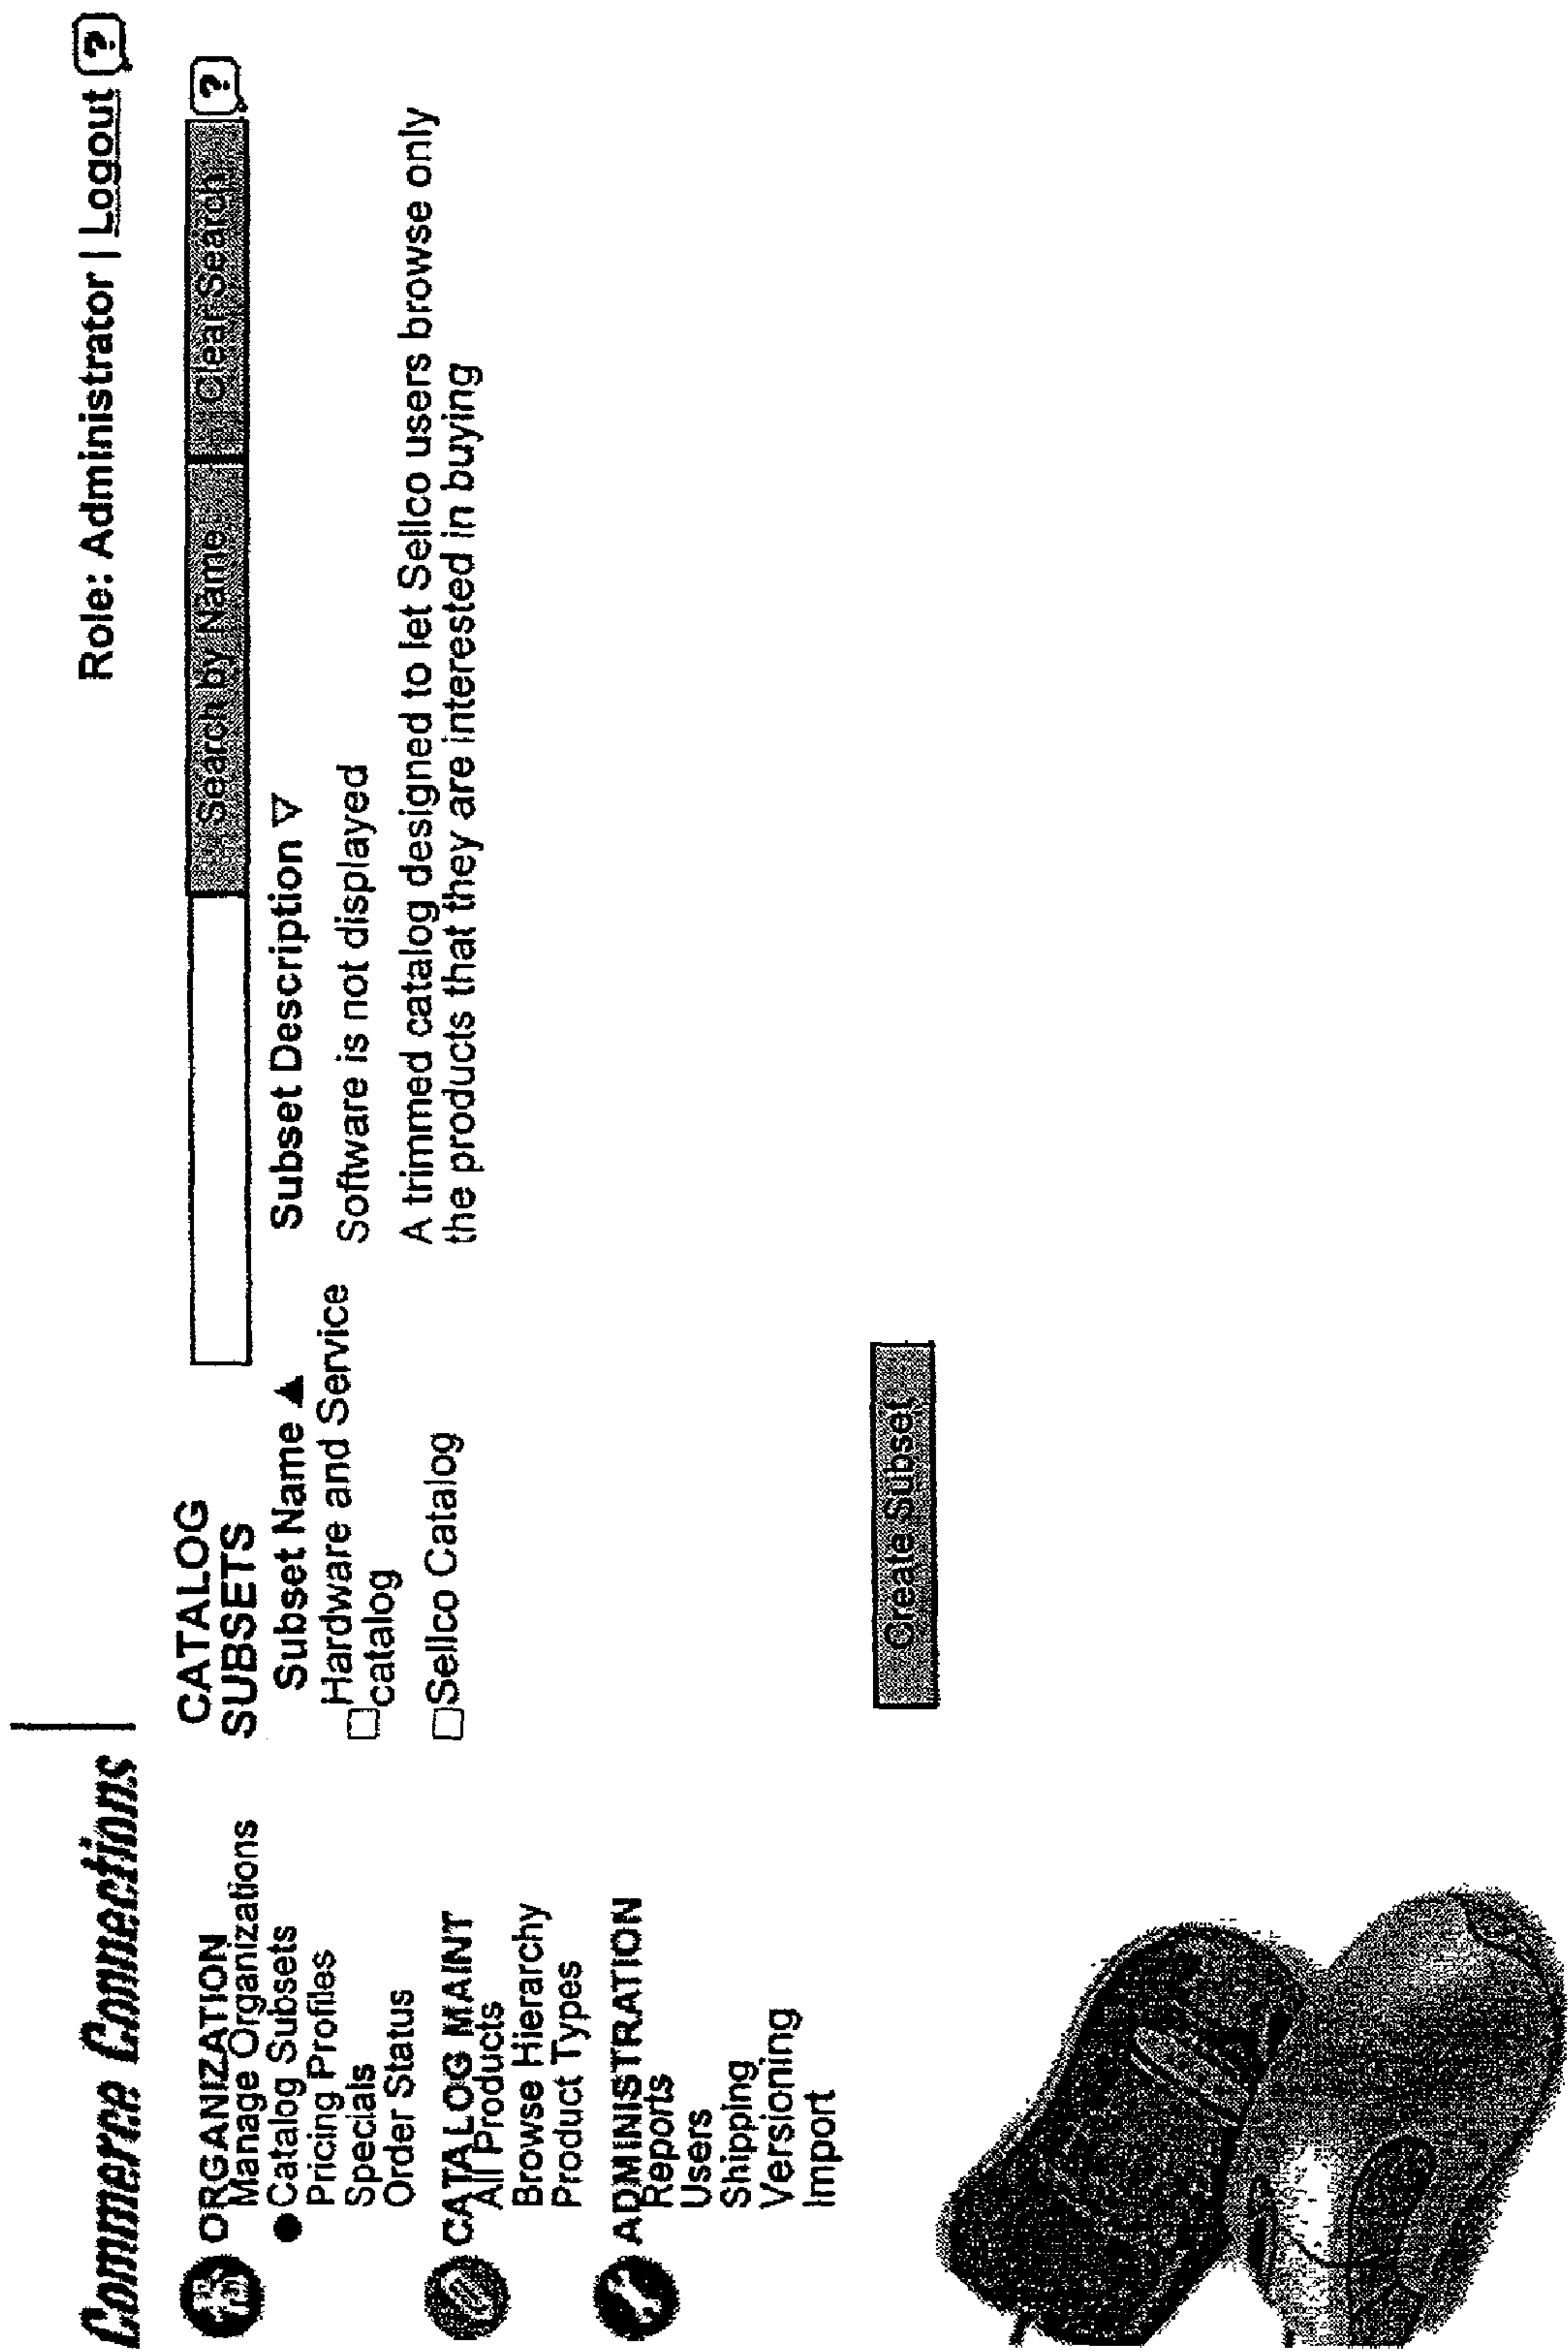 Commerce Connections
Role: Administrator | Logout ?
ORGANIZATION
Manage Organizations
Catalog Subsets
Pricing Profiles
Specials
Order Status
CATALOG MAINT
All Products
Browse Hierarchy
Product Types
ADMINISTRATION
Reports
Users
Shipping
Versioning
Import
CATALOG
SUBSETS
Search by Name
Clear Search
?
Subset Name ▲
Subset Description ▽
Hardware and Service
catalog
Software is not displayed
Sellco Catalog
A trimmed catalog designed to let Sellco users browse only
the products that they are interested in buying
Create Subset